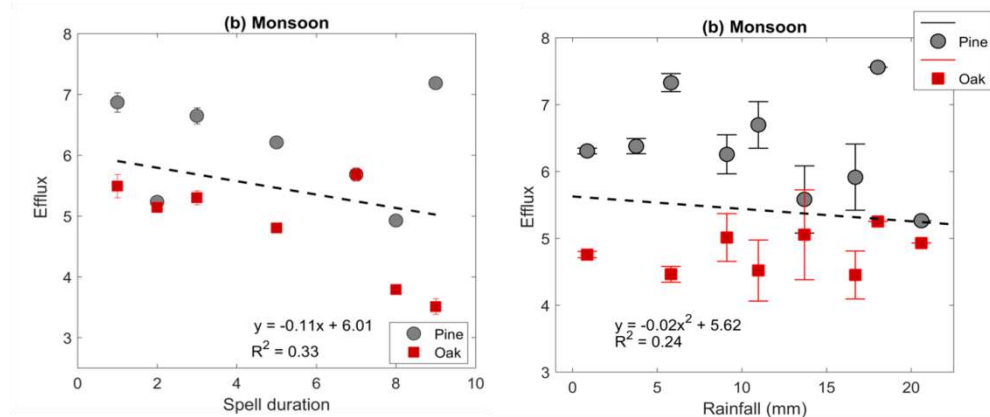 (b) Monsoon
8
7
6
5
4
3
Efflux
y = -0.11x + 6.01
R² = 0.33
Pine
Oak
0 2 4 6 8 10
Spell duration
(b) Monsoon
Pine
Oak
8
7
6
5
4
3
Efflux
y = -0.02x² + 5.62
R² = 0.24
0 5 10 15 20
Rainfall (mm)